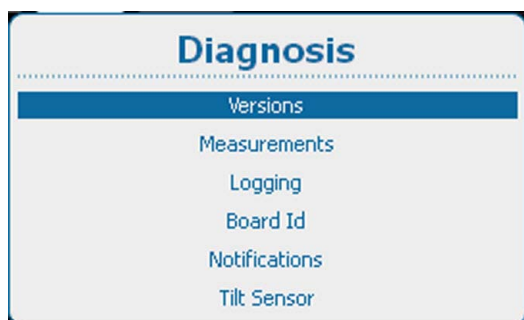 Diagnosis
Versions
Measurements
Logging
Board Id
Notifications
Tilt Sensor